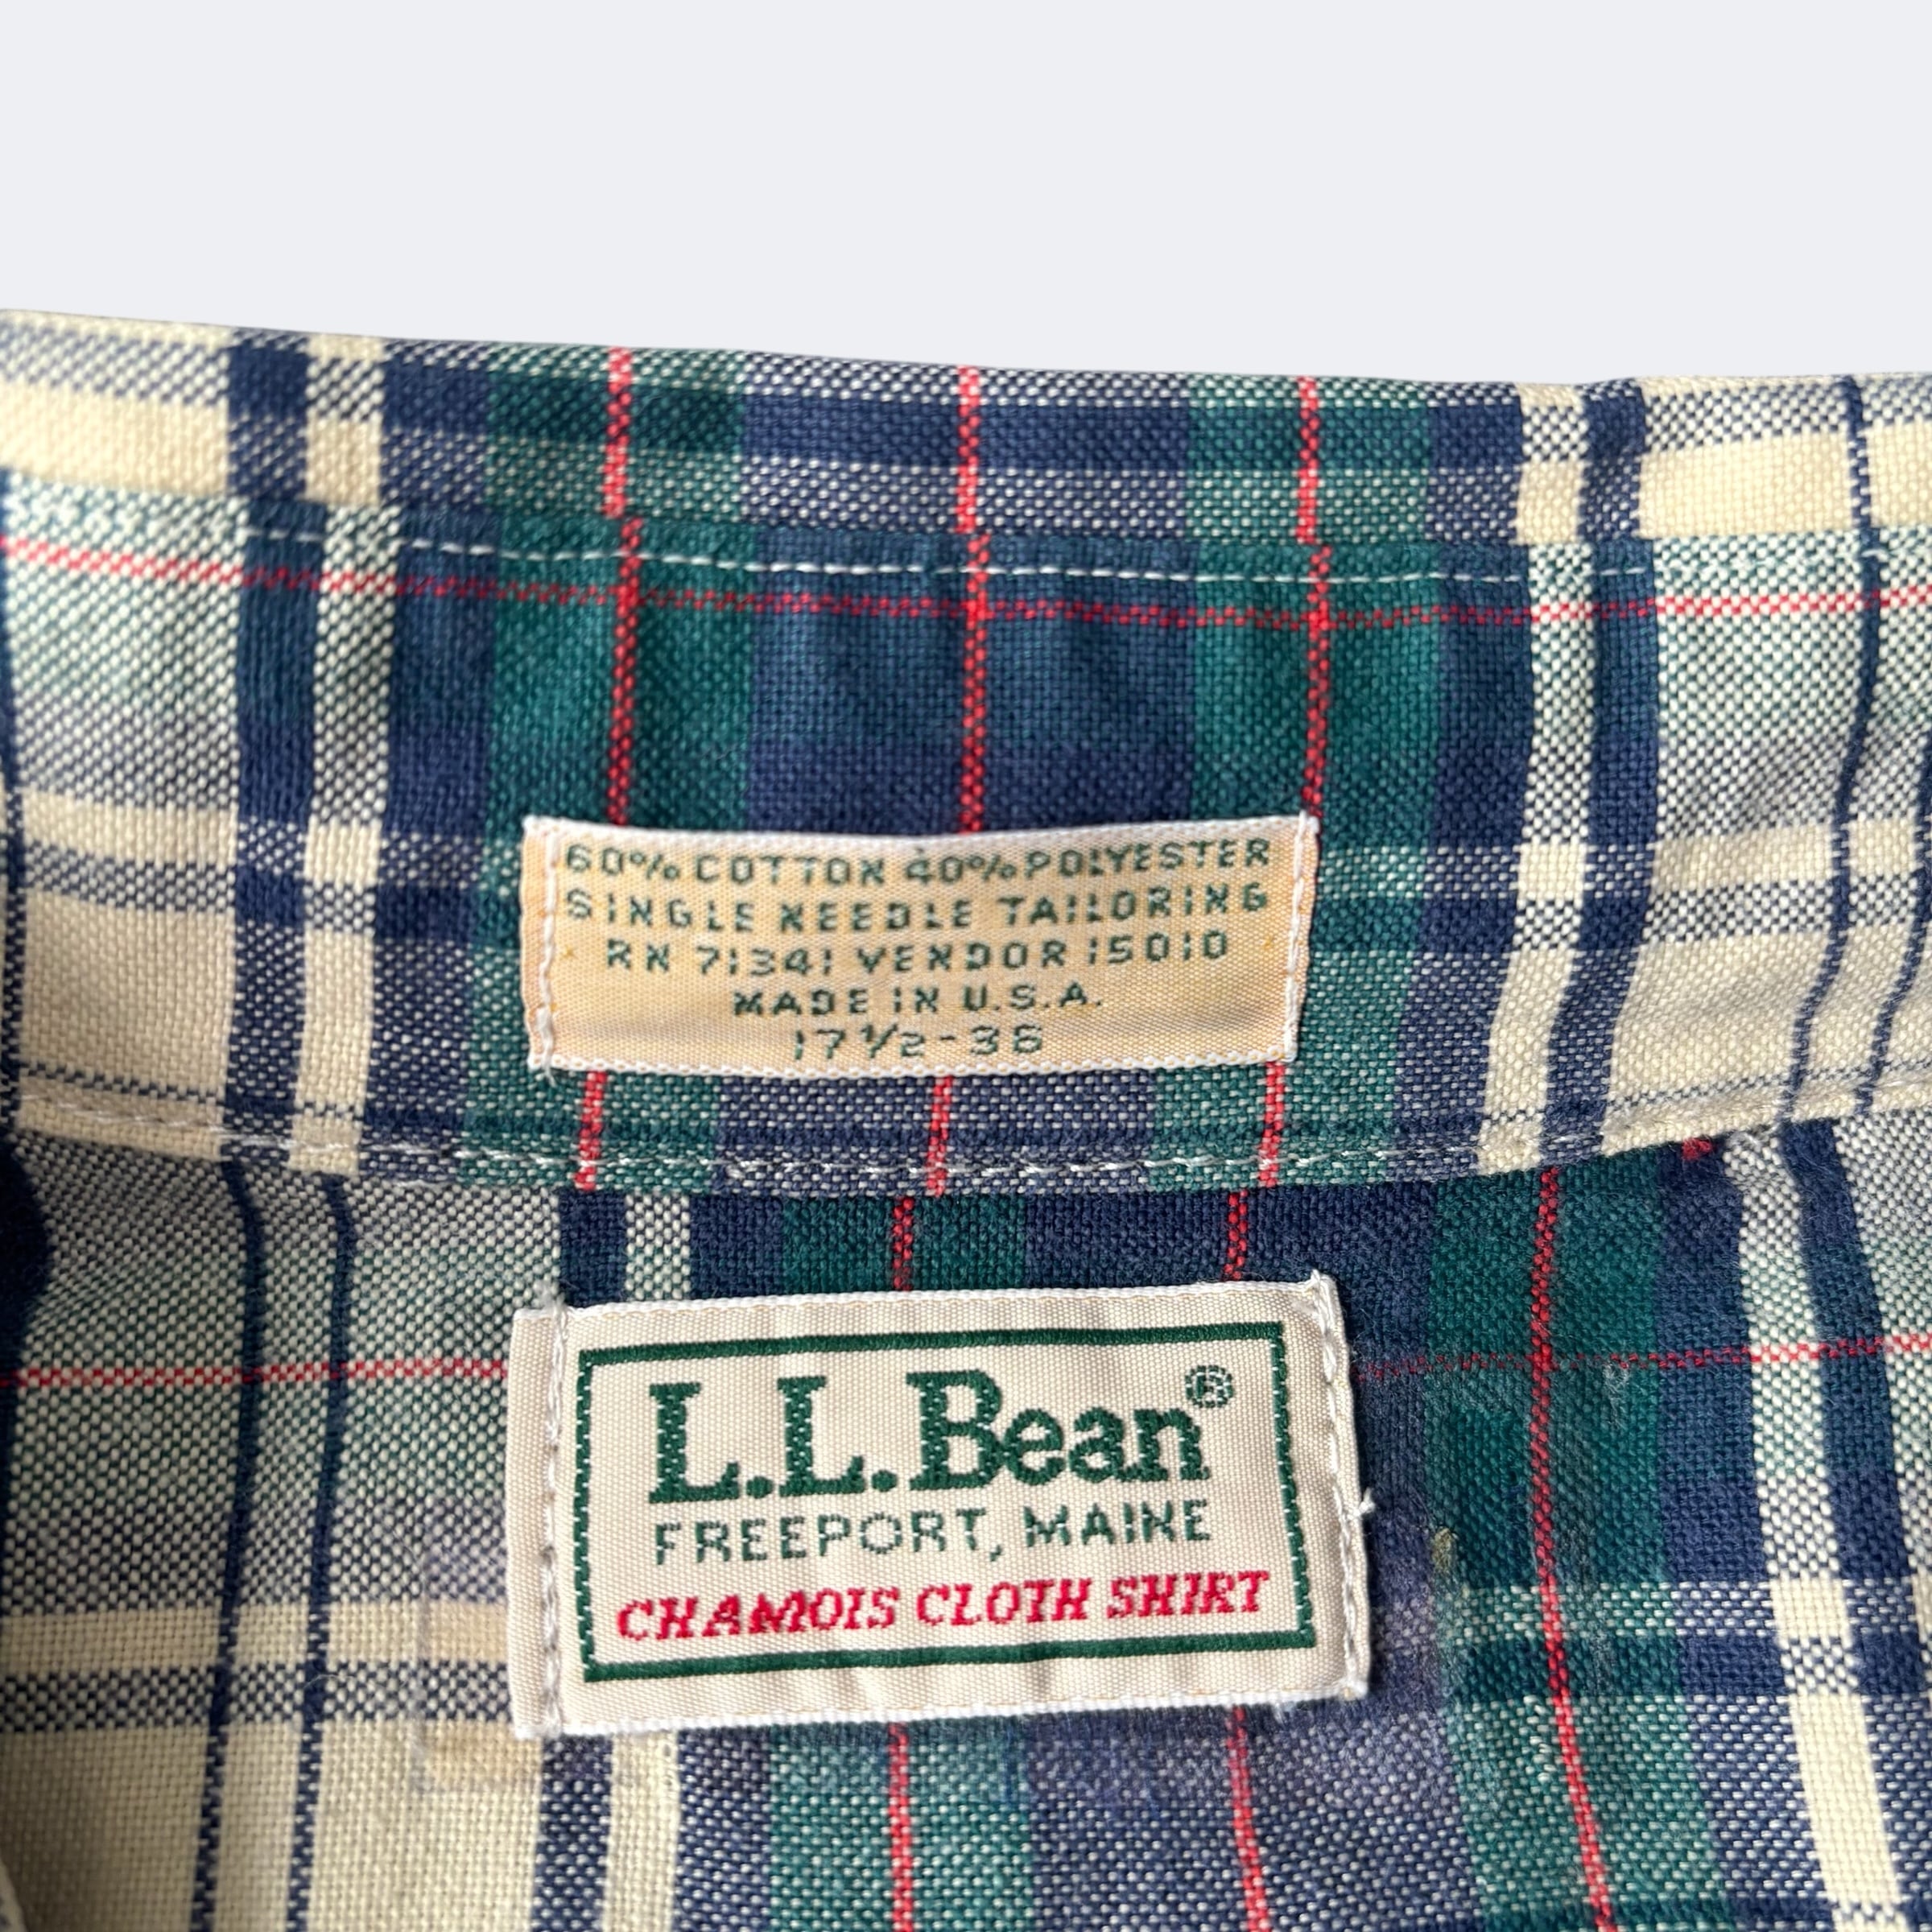 60% COTTON 40% POLYESTER
SINGLE NEEDLE TAILORING
RN 71341 VENDOR 15010
MADE IN U.S.A.
17 1/2-36
L.L.Bean®
FREEPORT, MAINE
CHAMOIS CLOTH SHIRT